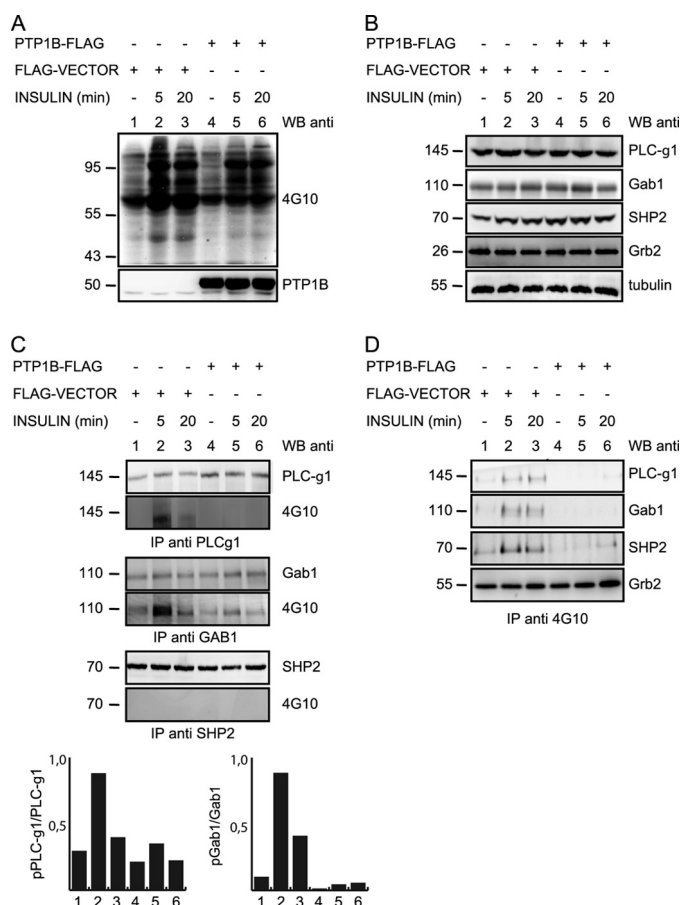 A
PTP1B-FLAG - - - + + +
FLAG-VECTOR + + + - - -
INSULIN (min) - 5 20 - 5 20
1 2 3 4 5 6 WB anti
95
4G10
55
43
50 PTP1B
B
PTP1B-FLAG - - - + + +
FLAG-VECTOR + + + - - -
INSULIN (min) - 5 20 - 5 20
1 2 3 4 5 6 WB anti
145 PLC-g1
110 Gab1
70 SHP2
26 Grb2
55 tubulin
C
PTP1B-FLAG - - - + + +
FLAG-VECTOR + + + - - -
INSULIN (min) - 5 20 - 5 20
1 2 3 4 5 6 WB anti
145 PLC-g1
145 4G10
IP anti PLCg1
110 Gab1
110 4G10
IP anti GAB1
70 SHP2
70 4G10
IP anti SHP2
D
PTP1B-FLAG - - - + + +
FLAG-VECTOR + + + - - -
INSULIN (min) - 5 20 - 5 20
1 2 3 4 5 6 WB anti
145 PLC-g1
110 Gab1
70 SHP2
55 Grb2
IP anti 4G10
pPLC-g1/PLC-g1
1,0
0,5
1 2 3 4 5 6
pGab1/Gab1
1,0
0,5
1 2 3 4 5 6